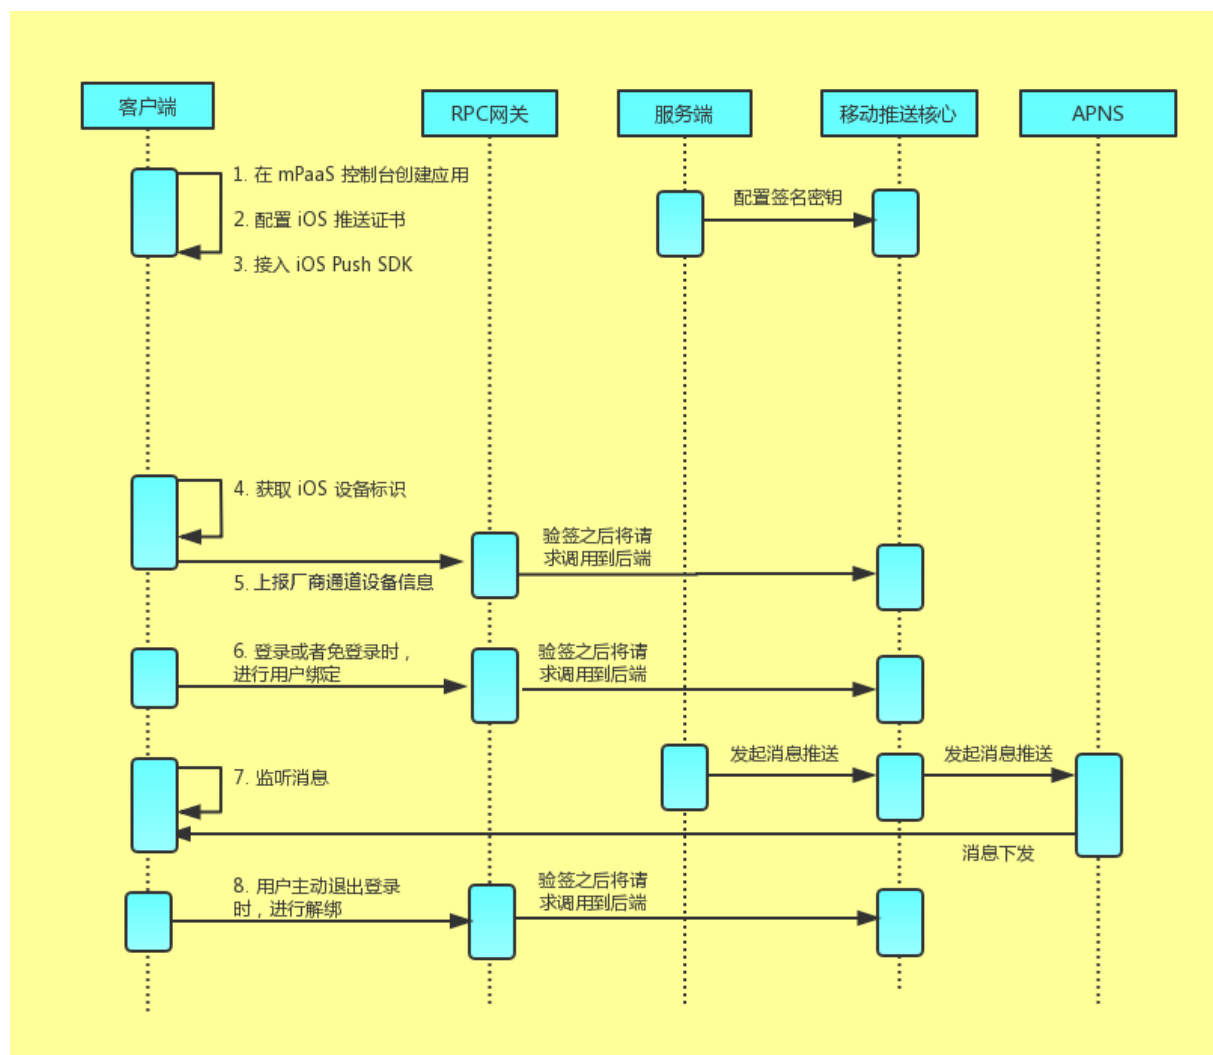 客户端
RPC网关
服务端
移动推送核心
APNS
1. 在 mPaaS 控制台创建应用
2. 配置 iOS 推送证书
3. 接入 iOS Push SDK
配置签名密钥
4. 获取 iOS 设备标识
5. 上报厂商通道设备信息
验签之后将请
求调用到后端
6. 登录或者免登录时，
进行用户绑定
验签之后将请
求调用到后端
7. 监听消息
发起消息推送
发起消息推送
消息下发
8. 用户主动退出登录
时，进行解绑
验签之后将请
求调用到后端